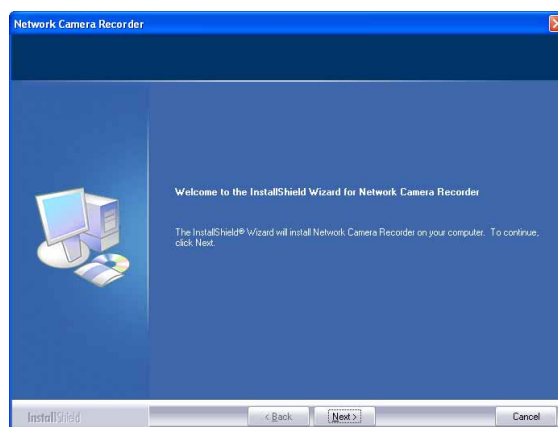 Network Camera Recorder
Welcome to the InstallShield Wizard for Network Camera Recorder
The InstallShield® Wizard will install Network Camera Recorder on your computer. To continue,
click Next.
InstallShield
< Back
Next >
Cancel